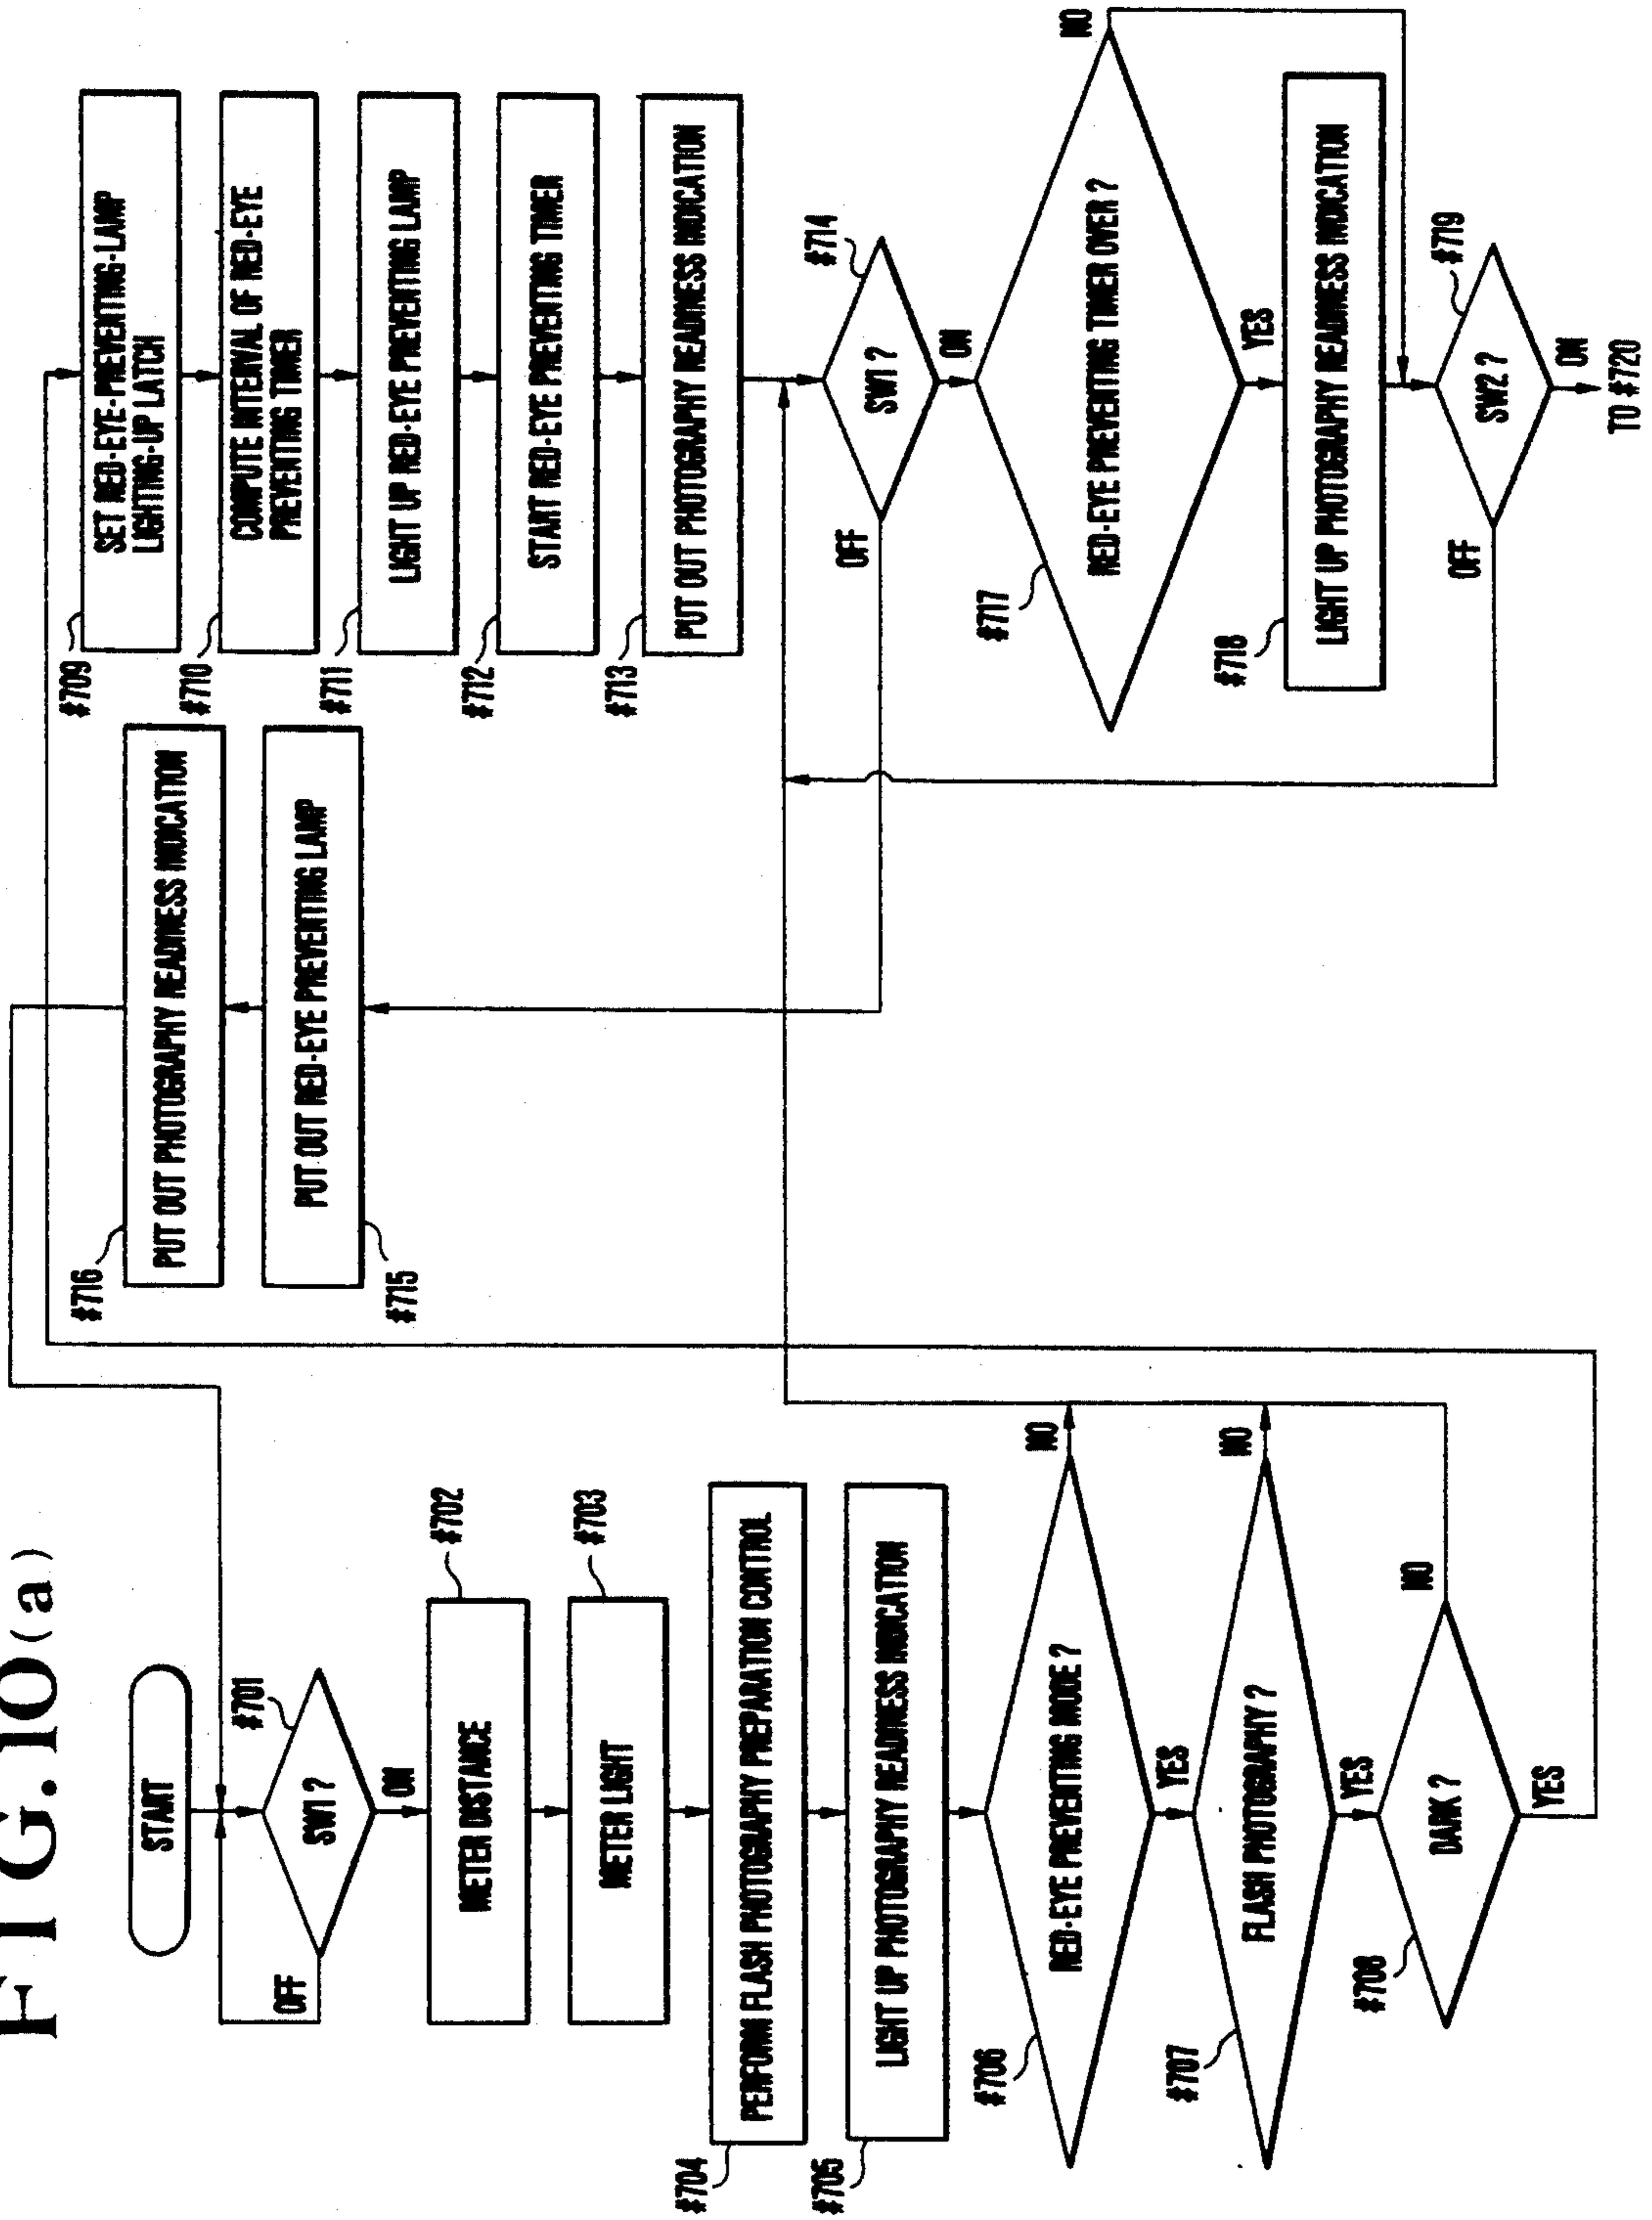 FIG.10(a)
START
#701
SW1 ?
OFF
ON
METER DISTANCE
#702
METER LIGHT
#703
PERFORM FLASH PHOTOGRAPHY PREPARATION CONTROL
#704
LIGHT UP PHOTOGRAPHY READINESS INDICATION
#705
RED-EYE PREVENTING MODE ?
#706
NO
YES
FLASH PHOTOGRAPHY ?
#707
NO
YES
DARK ?
#708
NO
YES
#716
PUT OUT PHOTOGRAPHY READINESS INDICATION
PUT OUT RED-EYE PREVENTING LAMP
#715
#709
SET RED-EYE-PREVENTING-LAMP
LIGHTING-UP LATCH
#710
COMPUTE INTERVAL OF RED-EYE
PREVENTING TIMER
#711
LIGHT UP RED-EYE PREVENTING LAMP
#712
START RED-EYE PREVENTING TIMER
#713
PUT OUT PHOTOGRAPHY READINESS INDICATION
#714
SW1 ?
OFF
ON
#717
RED-EYE PREVENTING TIMER OVER ?
NO
YES
#718
LIGHT UP PHOTOGRAPHY READINESS INDICATION
#719
SW2 ?
OFF
ON
TO #720